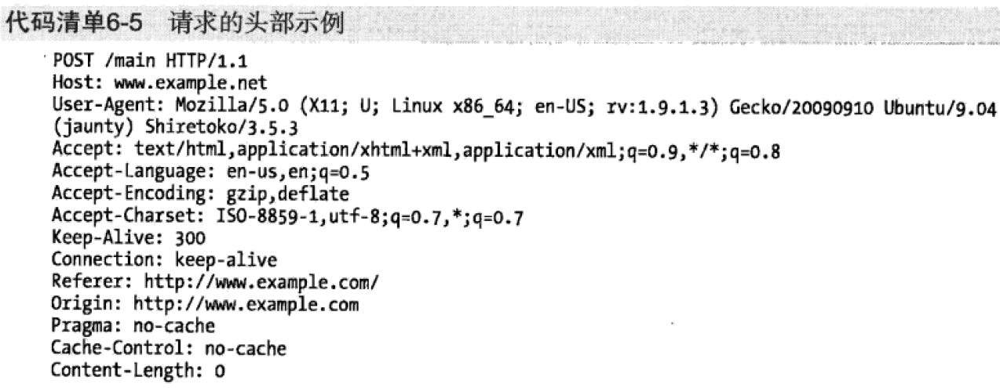 代码清单6-5 请求的头部示例
POST /main HTTP/1.1
Host: www.example.net
User-Agent: Mozilla/5.0 (X11; U; Linux x86_64; en-US; rv:1.9.1.3) Gecko/20090910 Ubuntu/9.04
(jaunty) Shiretoko/3.5.3
Accept: text/html,application/xhtml+xml,application/xml;q=0.9,*/*;q=0.8
Accept-Language: en-us,en;q=0.5
Accept-Encoding: gzip,deflate
Accept-Charset: ISO-8859-1,utf-8;q=0.7,*;q=0.7
Keep-Alive: 300
Connection: keep-alive
Referer: http://www.example.com/
Origin: http://www.example.com
Pragma: no-cache
Cache-Control: no-cache
Content-Length: 0